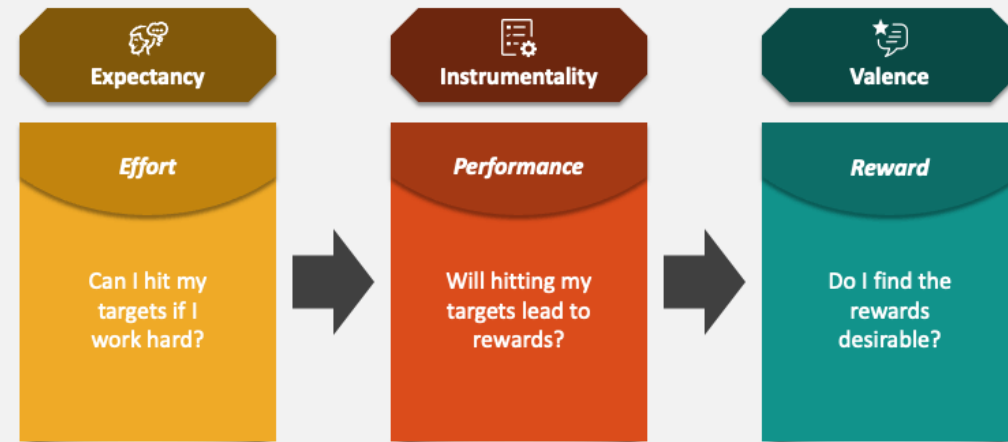 Expectancy
Instrumentality
Valence
Effort
Performance
Reward
Can I hit my
targets if I
work hard?
Will hitting my
targets lead to
rewards?
Do I find the
rewards
desirable?